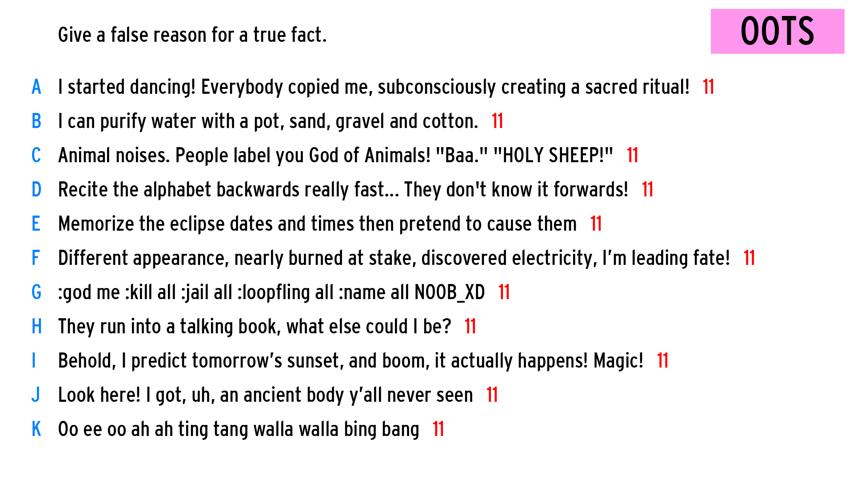 Give a false reason for a true fact.
OOTS
A I started dancing! Everybody copied me, subconsciously creating a sacred ritual! 11
B I can purify water with a pot, sand, gravel and cotton. 11
C Animal noises. People label you God of Animals! "Baa." "HOLY SHEEP!" 11
D Recite the alphabet backwards really fast... They don't know it forwards! 11
E Memorize the eclipse dates and times then pretend to cause them 11
F Different appearance, nearly burned at stake, discovered electricity, I'm leading fate! 11
G :god me :kill all :jail all :loopfling all :name all NOOB_XD 11
H They run into a talking book, what else could I be? 11
I Behold, I predict tomorrow’s sunset, and boom, it actually happens! Magic! 11
J Look here! I got, uh, an ancient body y’all never seen 11
K Oo ee oo ah ah ting tang walla walla bing bang 11